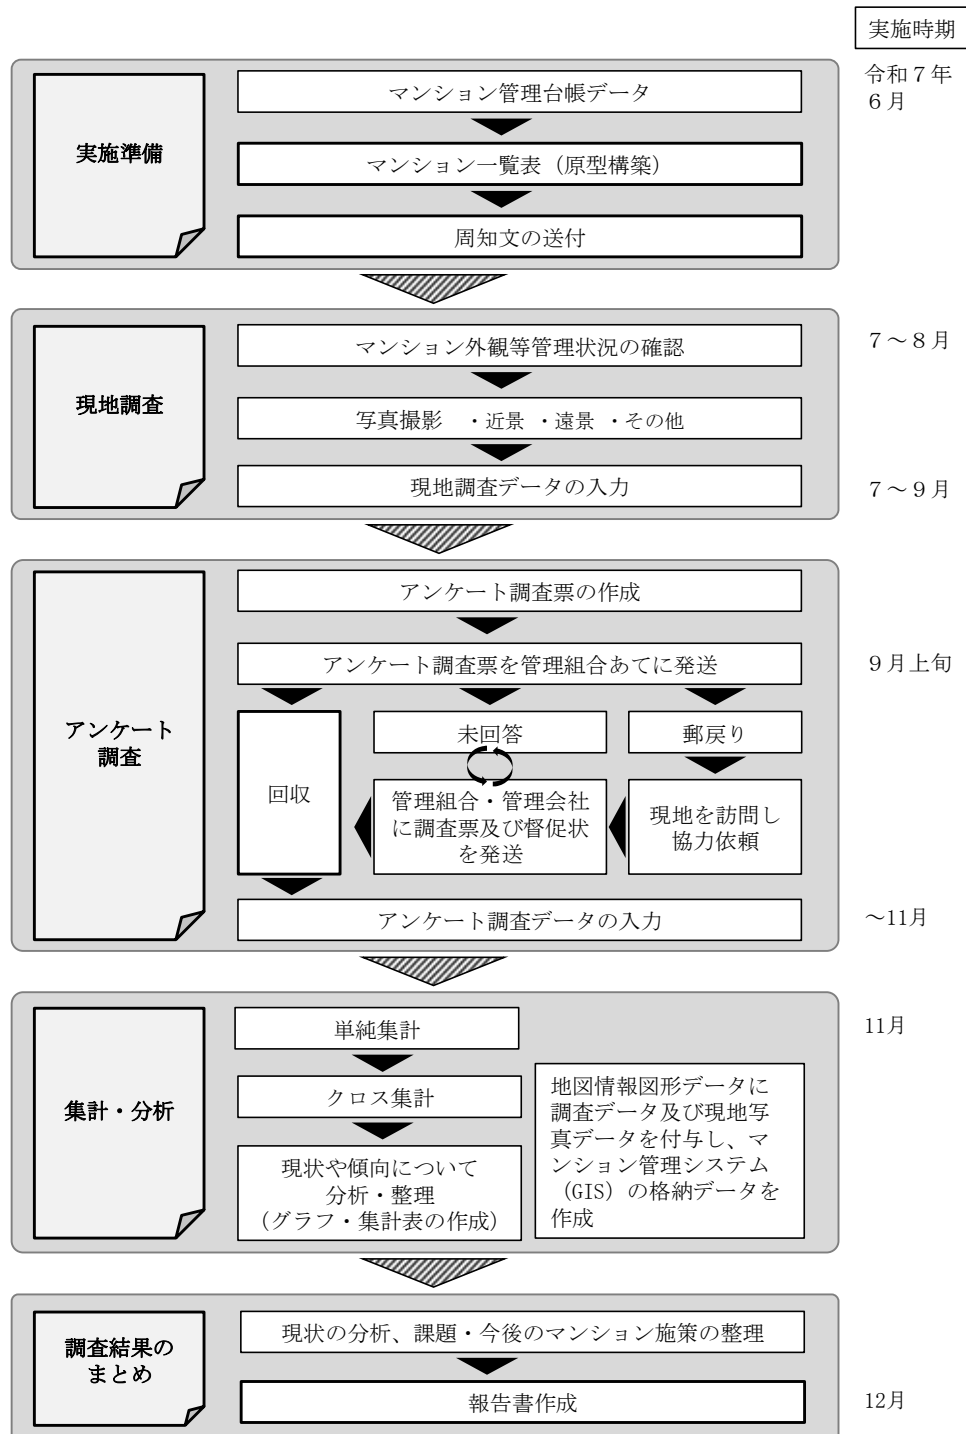 実施時期
令和７年
６月
実施準備
マンション管理台帳データ
マンション一覧表（原型構築）
周知文の送付
現地調査
マンション外観等管理状況の確認
７～８月
写真撮影　・近景　・遠景　・その他
現地調査データの入力
７～９月
アンケート
調査
アンケート調査票の作成
アンケート調査票を管理組合あてに発送
９月上旬
回収
未回答
郵戻り
管理組合・管理会社
に調査票及び督促状
を発送
現地を訪問し
協力依頼
アンケート調査データの入力
～11月
集計・分析
単純集計
11月
クロス集計
現状や傾向について
分析・整理
（グラフ・集計表の作成）
地図情報図形データに
調査データ及び現地写
真データを付与し、マ
ンション管理システム
（GIS）の格納データを
作成
調査結果の
まとめ
現状の分析、課題・今後のマンション施策の整理
報告書作成
12月